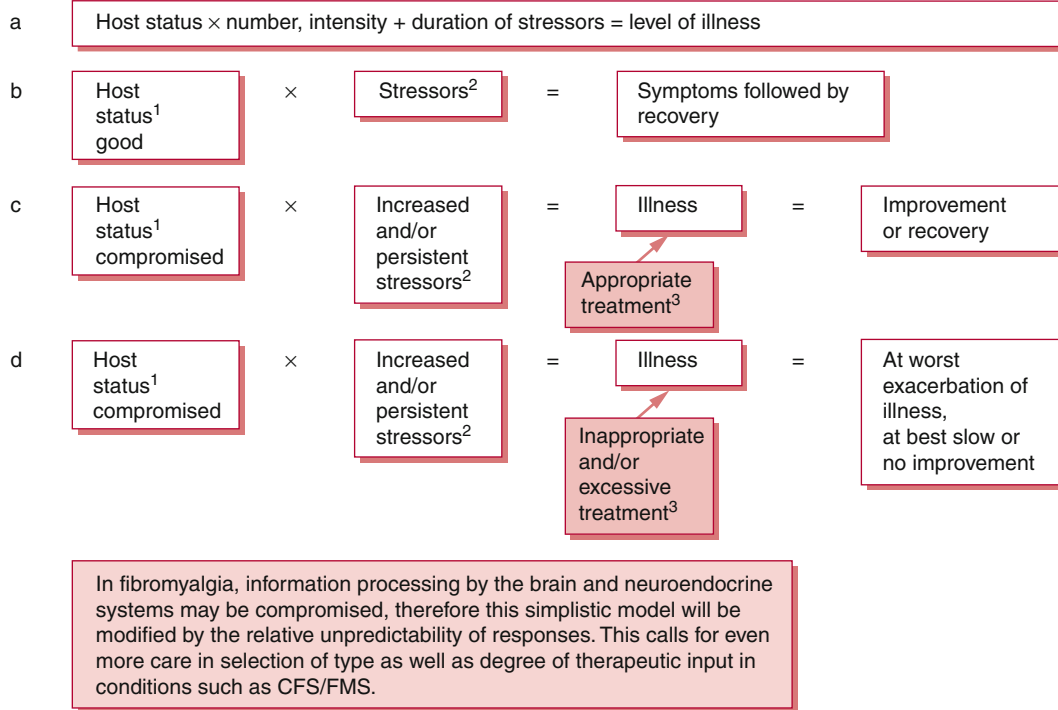 a Host status × number, intensity + duration of stressors = level of illness
b Host status¹ good × Stressors² = Symptoms followed by recovery
c Host status¹ compromised × Increased and/or persistent stressors² = Illness = Improvement or recovery
Appropriate treatment³
d Host status¹ compromised × Increased and/or persistent stressors² = Illness = At worst exacerbation of illness, at best slow or no improvement
Inappropriate and/or excessive treatment³
In fibromyalgia, information processing by the brain and neuroendocrine
systems may be compromised, therefore this simplistic model will be
modified by the relative unpredictability of responses. This calls for even
more care in selection of type as well as degree of therapeutic input in
conditions such as CFS/FMS.